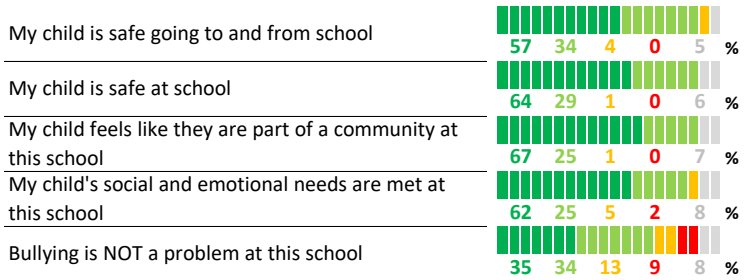 My child is safe going to and from school
57 34 4 0 5 %
My child is safe at school
64 29 1 0 6 %
My child feels like they are part of a community at
this school
67 25 1 0 7 %
My child's social and emotional needs are met at
this school
62 25 5 2 8 %
Bullying is NOT a problem at this school
35 34 13 9 8 %